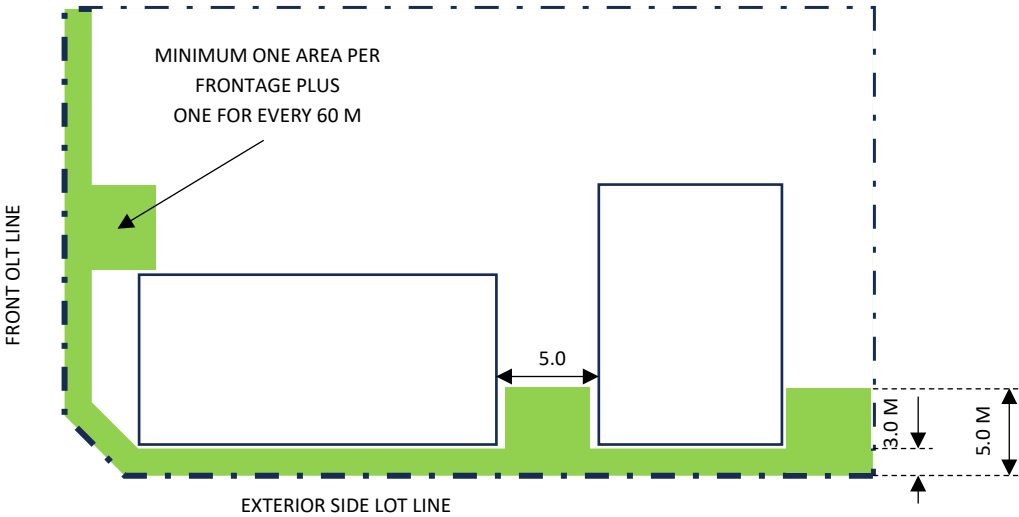 MINIMUM ONE AREA PER
FRONTAGE PLUS
ONE FOR EVERY 60 M
FRONT OLT LINE
5.0
3.0 M
5.0 M
EXTERIOR SIDE LOT LINE